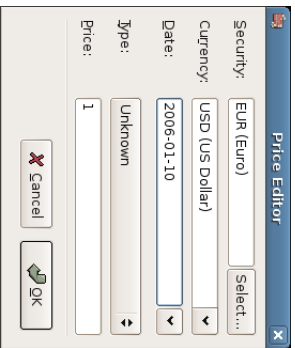 Price Editor
Security: EUR (Euro) Select...
Currency: USD (US Dollar)
Date: 2006-01-10
Type: Unknown
Price: 1
Cancel OK